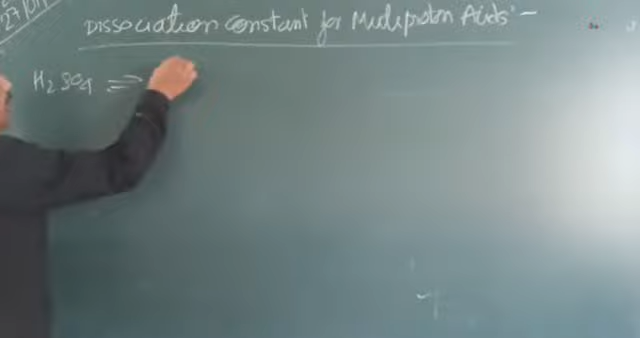 Dissociation constant for Multiproton Acids:-
H₂SO₄ ⇌